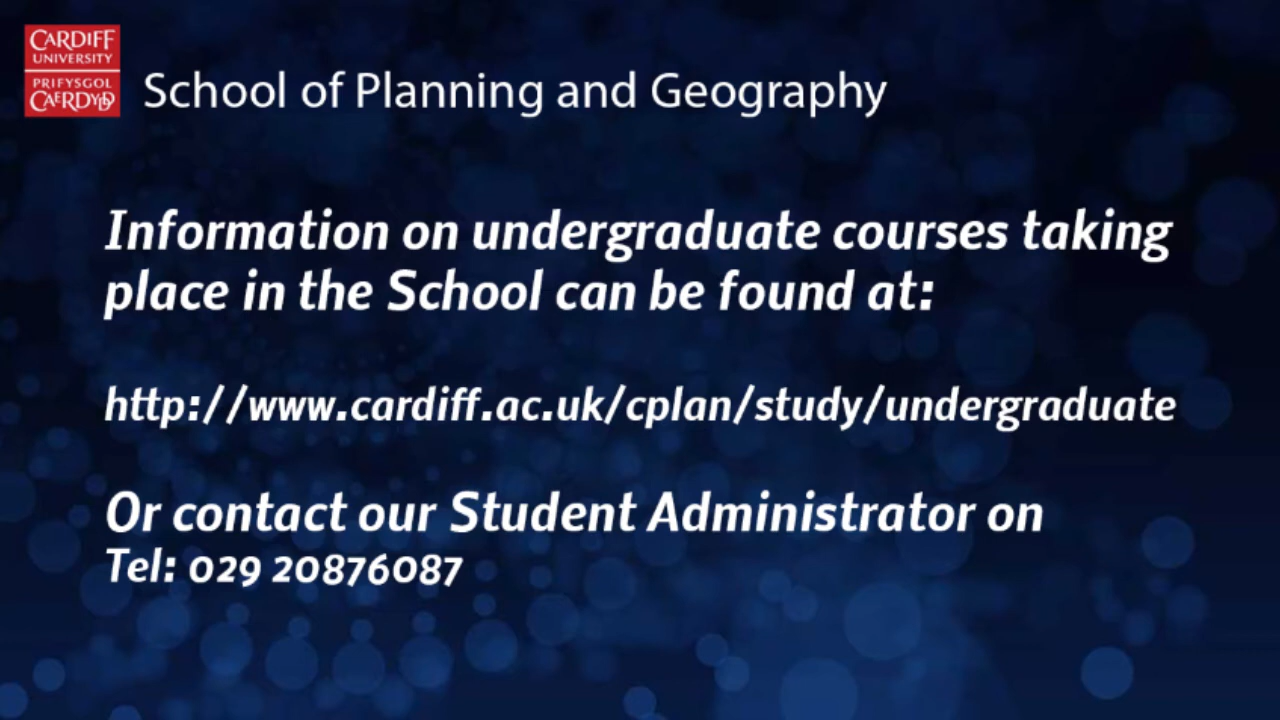 CARDIFF
UNIVERSITY
PRIFYSGOL
CAERDYDD
School of Planning and Geography
Information on undergraduate courses taking
place in the School can be found at:
http://www.cardiff.ac.uk/cplan/study/undergraduate
Or contact our Student Administrator on
Tel: 029 20876087